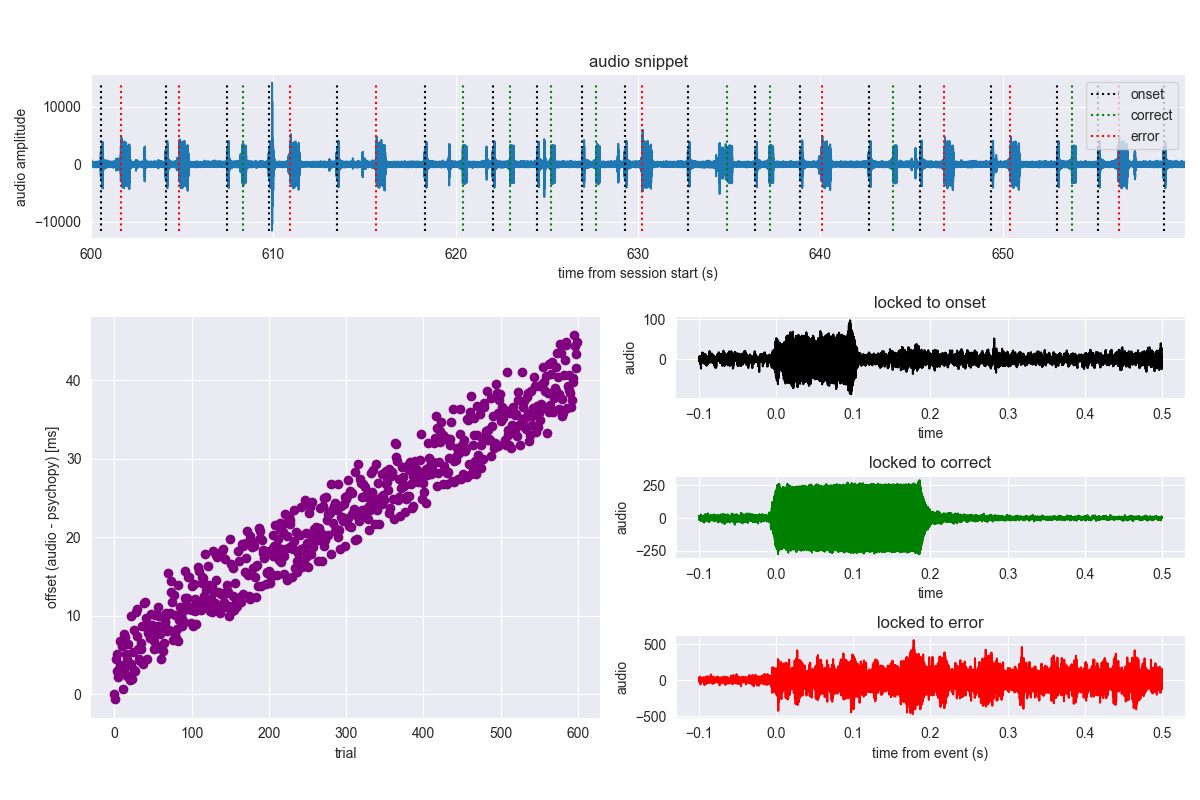 audio snippet
audio amplitude
10000
0
−10000
onset
correct
error
600
610
620
630
640
650
time from session start (s)
offset (audio - psychopy) [ms]
40
30
20
10
0
0
100
200
300
400
500
600
trial
locked to onset
audio
100
0
−0.1
0.0
0.1
0.2
0.3
0.4
0.5
time
locked to correct
audio
250
0
−250
−0.1
0.0
0.1
0.2
0.3
0.4
0.5
time
locked to error
audio
500
0
−500
−0.1
0.0
0.1
0.2
0.3
0.4
0.5
time from event (s)